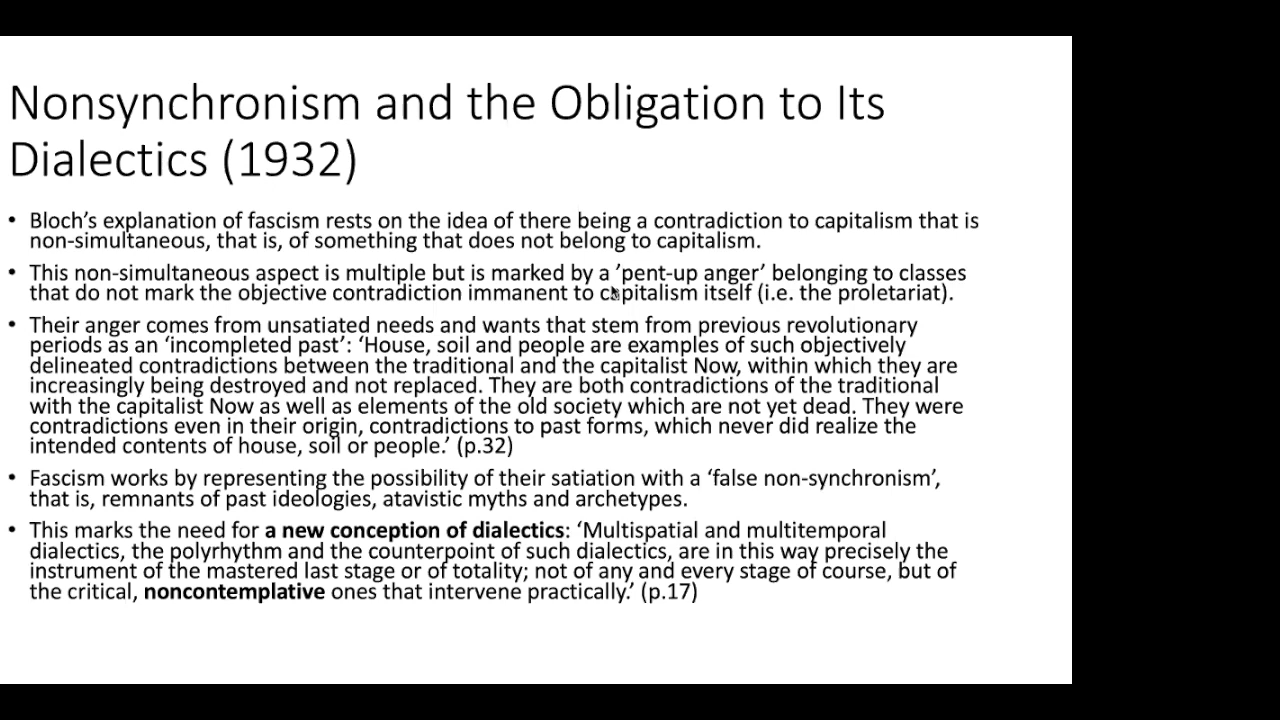 Nonsynchronism and the Obligation to Its
Dialectics (1932)
• Bloch's explanation of fascism rests on the idea of there being a contradiction to capitalism that is
non-simultaneous, that is, of something that does not belong to capitalism.
• This non-simultaneous aspect is multiple but is marked by a 'pent-up anger' belonging to classes
that do not mark the objective contradiction immanent to capitalism itself (i.e. the proletariat).
• Their anger comes from unsatiated needs and wants that stem from previous revolutionary
periods as an 'incompleted past': 'House, soil and people are examples of such objectively
delineated contradictions between the traditional and the capitalist Now, within which they are
increasingly being destroyed and not replaced. They are both contradictions of the traditional
with the capitalist Now as well as elements of the old society which are not yet dead. They were
contradictions even in their origin, contradictions to past forms, which never did realize the
intended contents of house, soil or people.' (p.32)
• Fascism works by representing the possibility of their satiation with a 'false non-synchronism',
that is, remnants of past ideologies, atavistic myths and archetypes.
• This marks the need for a new conception of dialectics: 'Multispatial and multitemporal
dialectics, the polyrhythm and the counterpoint of such dialectics, are in this way precisely the
instrument of the mastered last stage or of totality; not of any and every stage of course, but of
the critical, noncontemplative ones that intervene practically.' (p.17)